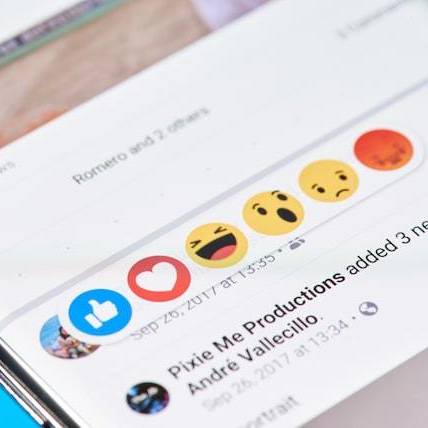 Romero and 2 others
Sep 26, 2017 at 13:35 ·
Pixie Me Productions added 3 ne
André Vallecillo.
Sep 26, 2017 at 13:34 ·
ortrait